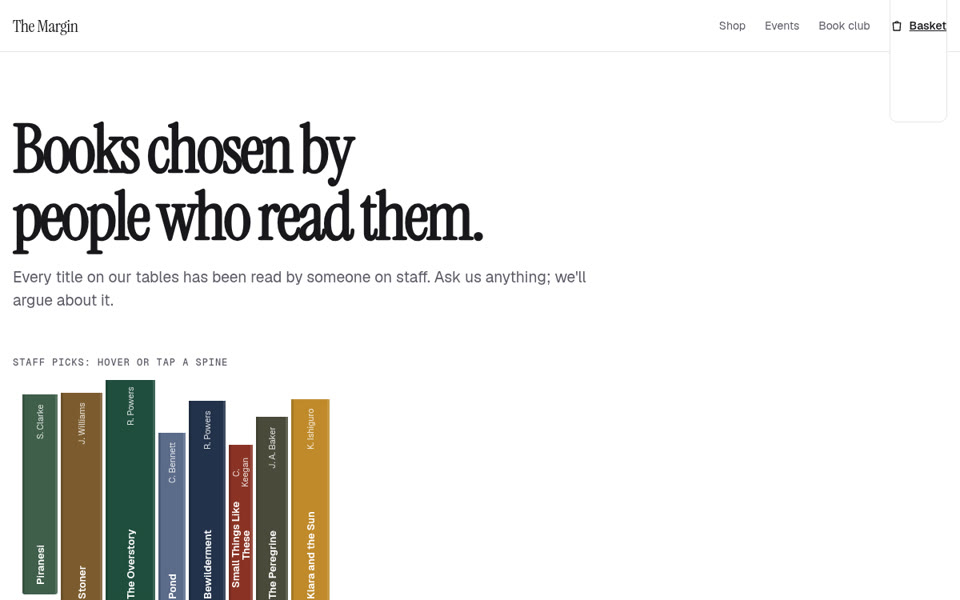 The Margin
Shop
Events
Book club
Basket
Books chosen by
people who read them.
Every title on our tables has been read by someone on staff. Ask us anything; we'll
argue about it.
STAFF PICKS: HOVER OR TAP A SPINE
S. Clarke
Piranesi
J. Williams
Stoner
R. Powers
The Overstory
C. Bennett
Pond
R. Powers
Bewilderment
C.
Keegan
Small Things Like
These
J. A. Baker
The Peregrine
K. Ishiguro
Klara and the Sun